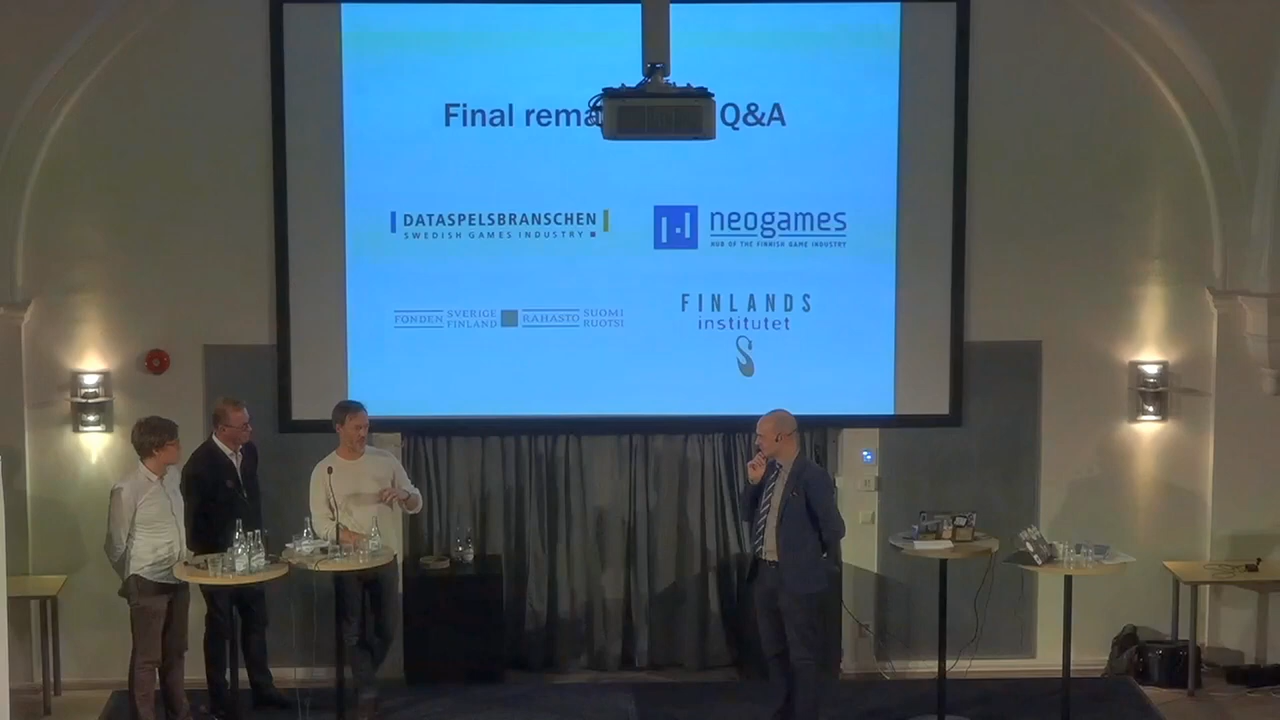 Final rema Q&A
DATASPELSBRANSCHEN
SWEDISH GAMES INDUSTRY
neogames
HUB OF THE FINNISH GAME INDUSTRY
FONDEN SVERIGE FINLAND RAHASTO SUOMI RUOTSI
FINLANDS
institutet